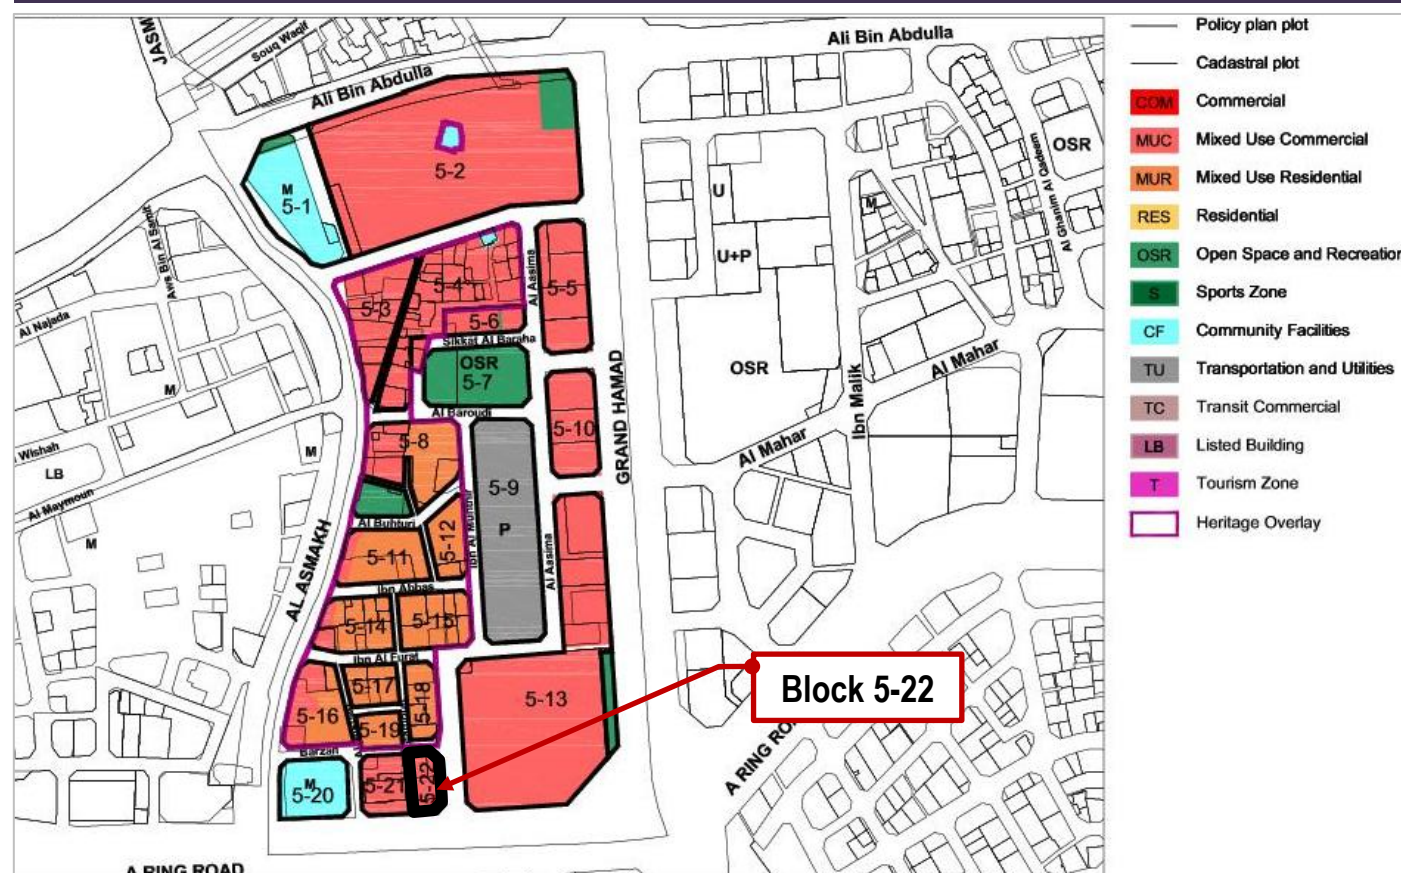 JASM
Souq Waqif
Ali Bin Abdulla
Ali Bin Abdulla
M
5-1
5-2
U
U+P
OSR
M
OSR
Al Ghanim Al Qadeem
Awa Bin Al Samit
Al Najada
M
M
Wishah
LB
Al Maymoun
M
AL ASMAKH
5-3
5-4
Al Aasima
5-5
5-6
Sikkat Al Baraha
OSR
5-7
Al Baroudi
GRAND HAMAD
5-8
5-9
P
5-10
Al Mahar
Al Mahar
Ibn Malik
Al Buhturi
5-11
5-12
Al Aasima
Ibn Abbas
5-14
5-15
Ibn Al Furat
5-16
5-17
5-18
5-19
5-13
Barzan
M
5-20
5-21
5-22
Block 5-22
A RING ROAD
A RING ROA
Policy plan plot
Cadastral plot
COM Commercial
MUC Mixed Use Commercial
MUR Mixed Use Residential
RES Residential
OSR Open Space and Recreation
S Sports Zone
CF Community Facilities
TU Transportation and Utilities
TC Transit Commercial
LB Listed Building
T Tourism Zone
Heritage Overlay